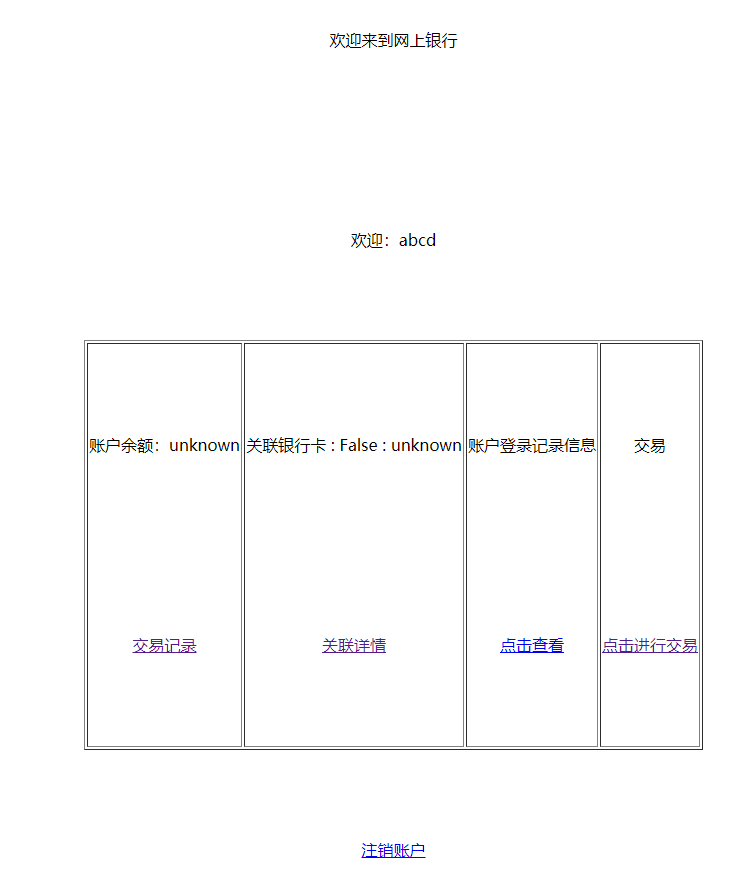 欢迎来到网上银行
欢迎：abcd
账户余额：unknown
关联银行卡 : False : unknown
账户登录记录信息
交易
交易记录
关联详情
点击查看
点击进行交易
注销账户